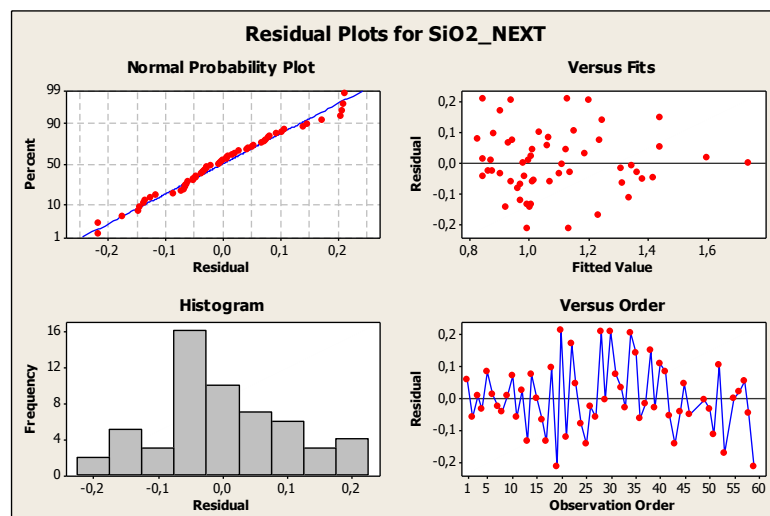 Residual Plots for SiO2_NEXT
Normal Probability Plot
Percent
99
90
50
10
1
-0,2 -0,1 0,0 0,1 0,2
Residual
Versus Fits
Residual
0,2
0,1
0,0
-0,1
-0,2
0,8 1,0 1,2 1,4 1,6
Fitted Value
Histogram
Frequency
16
12
8
4
0
-0,2 -0,1 0,0 0,1 0,2
Residual
Versus Order
Residual
0,2
0,1
0,0
-0,1
-0,2
1 5 10 15 20 25 30 35 40 45 50 55 60
Observation Order